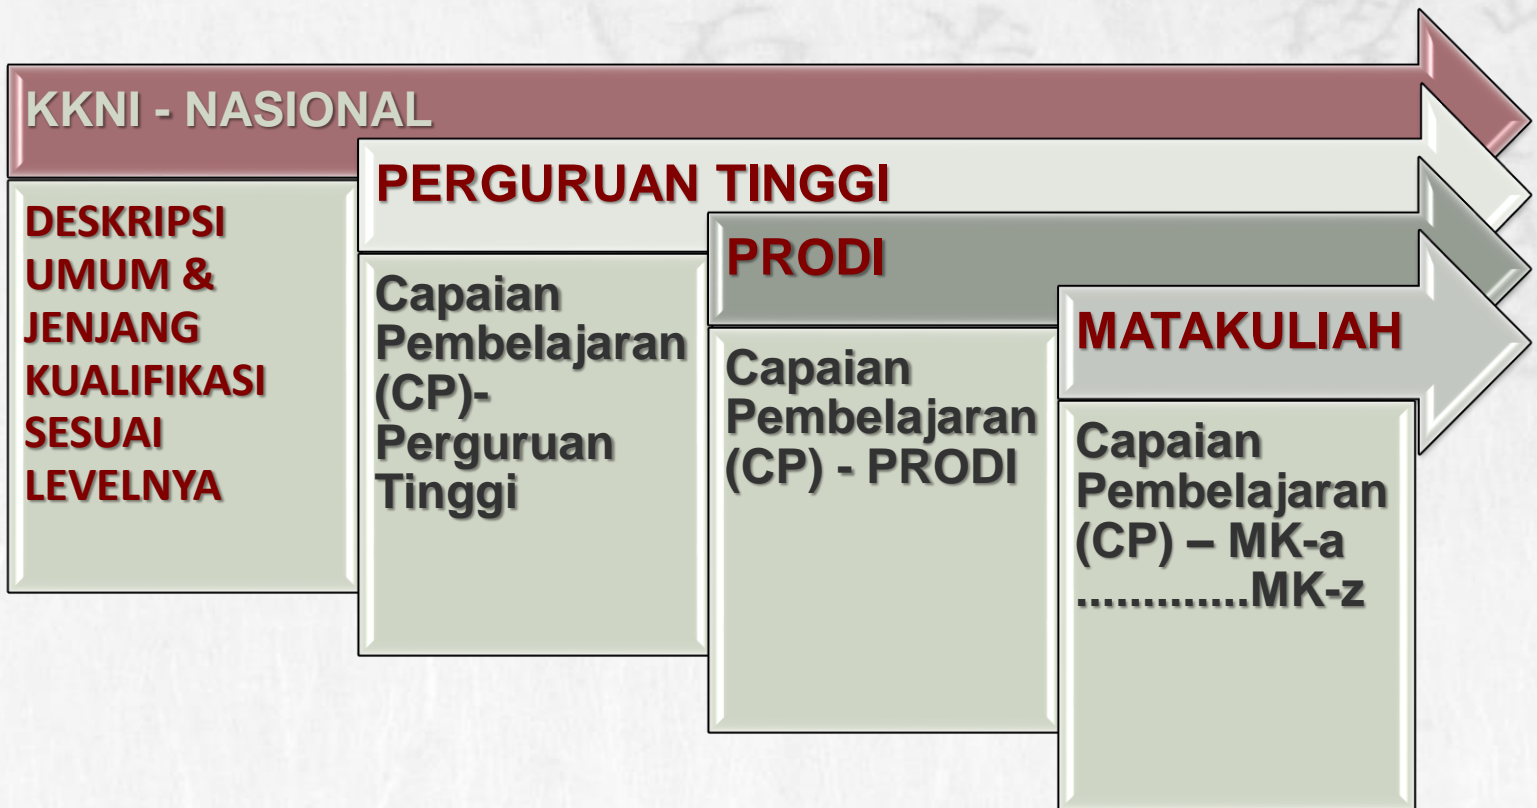 KKNI - NASIONAL
DESKRIPSI
UMUM &
JENJANG
KUALIFIKASI
SESUAI
LEVELNYA
PERGURUAN TINGGI
Capaian
Pembelajaran
(CP)-
Perguruan
Tinggi
PRODI
Capaian
Pembelajaran
(CP) - PRODI
MATAKULIAH
Capaian
Pembelajaran
(CP) – MK-a
.............MK-z